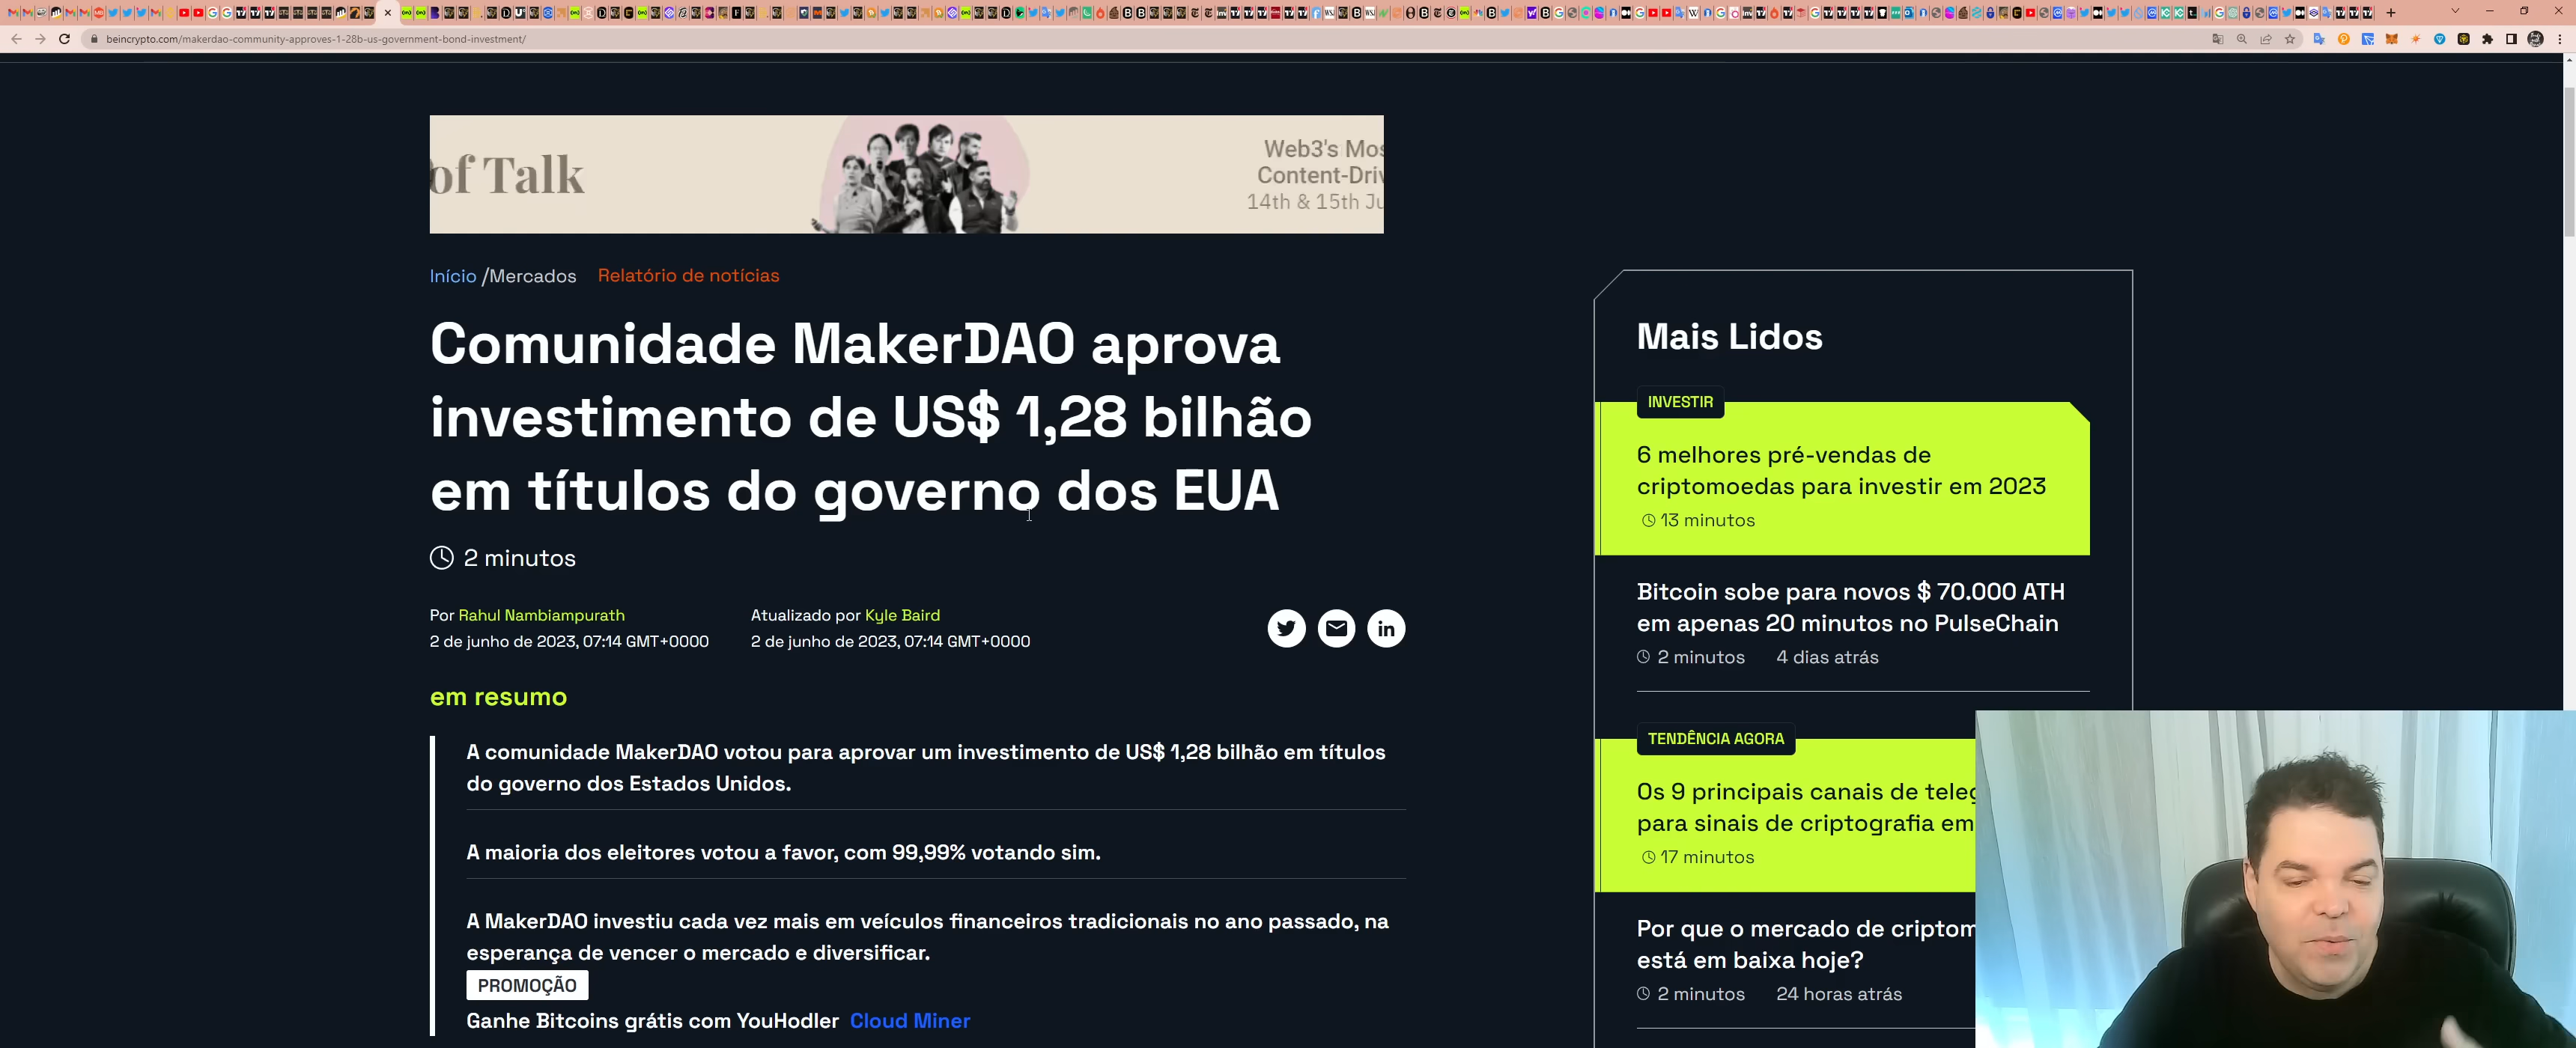 beincrypto.com/makerdao-community-approves-1-28b-us-government-bond-investment/
of Talk
Web3's Mos
Content-Driv
14th & 15th Ju
Início /Mercados Relatório de notícias
Comunidade MakerDAO aprova
investimento de US$ 1,28 bilhão
em títulos do governo dos EUA
2 minutos
Por Rahul Nambiampurath
2 de junho de 2023, 07:14 GMT+0000
Atualizado por Kyle Baird
2 de junho de 2023, 07:14 GMT+0000
em resumo
A comunidade MakerDAO votou para aprovar um investimento de US$ 1,28 bilhão em títulos
do governo dos Estados Unidos.
A maioria dos eleitores votou a favor, com 99,99% votando sim.
A MakerDAO investiu cada vez mais em veículos financeiros tradicionais no ano passado, na
esperança de vencer o mercado e diversificar.
PROMOÇÃO
Ganhe Bitcoins grátis com YouHodler Cloud Miner
Mais Lidos
INVESTIR
6 melhores pré-vendas de
criptomoedas para investir em 2023
13 minutos
Bitcoin sobe para novos $ 70.000 ATH
em apenas 20 minutos no PulseChain
2 minutos 4 dias atrás
TENDÊNCIA AGORA
Os 9 principais canais de teleg
para sinais de criptografia em
17 minutos
Por que o mercado de criptom
está em baixa hoje?
2 minutos 24 horas atrás